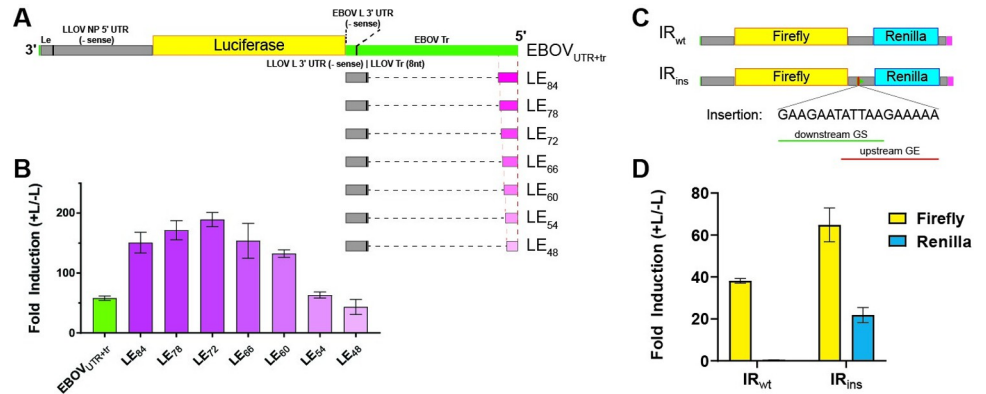 A
Le
LLOV NP 5' UTR
(- sense)
Luciferase
EBOV L 3' UTR
(- sense)
EBOV Tr
3'
5'
EBOVUTR+tr
LLOV L 3' UTR (- sense) | LLOV Tr (8nt)
LE84
LE78
LE72
LE66
LE60
LE54
LE48
B
Fold Induction (+L/-L)
200
100
0
EBOVUTR+tr
LE84
LE78
LE72
LE66
LE60
LE54
LE48
C
IRwt
Firefly
Renilla
IRins
Firefly
Renilla
Insertion: GAAGAATATTAAGAAAAA
downstream GS
upstream GE
D
Fold Induction (+L/-L)
80
60
40
20
0
IRwt
IRins
Firefly
Renilla